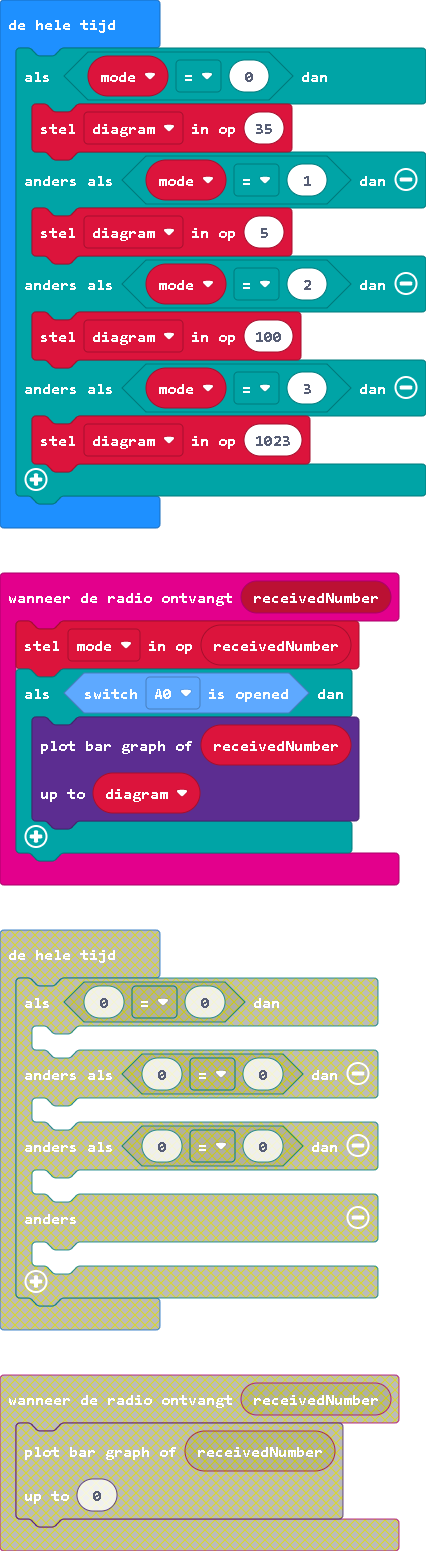 de hele tijd
als mode = 0 dan
stel diagram in op 35
anders als mode = 1 dan
stel diagram in op 5
anders als mode = 2 dan
stel diagram in op 100
anders als mode = 3 dan
stel diagram in op 1023
wanneer de radio ontvangt receivedNumber
stel mode in op receivedNumber
als switch A0 is opened dan
plot bar graph of receivedNumber
up to diagram
de hele tijd
als 0 = 0 dan
anders als 0 = 0 dan
anders als 0 = 0 dan
anders
wanneer de radio ontvangt receivedNumber
plot bar graph of receivedNumber
up to 0